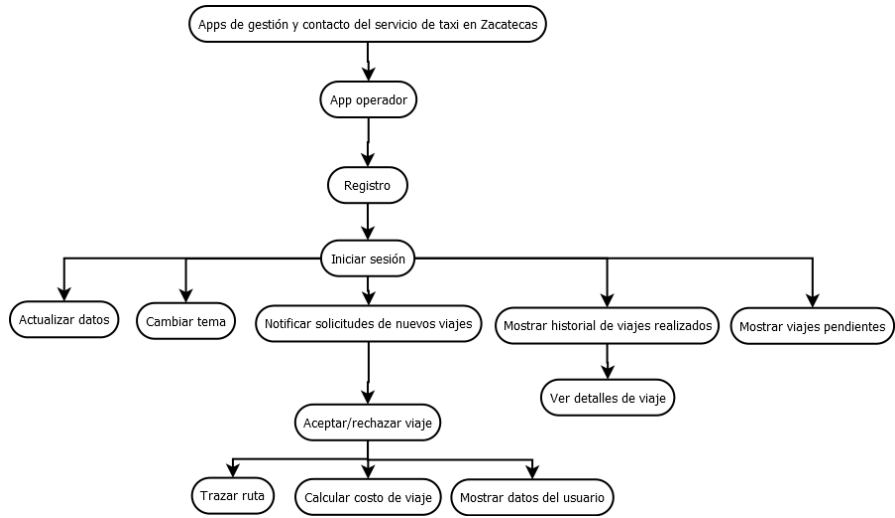 Apps de gestión y contacto del servicio de taxi en Zacatecas
App operador
Registro
Iniciar sesión
Actualizar datos
Cambiar tema
Notificar solicitudes de nuevos viajes
Mostrar historial de viajes realizados
Mostrar viajes pendientes
Ver detalles de viaje
Aceptar/rechazar viaje
Trazar ruta
Calcular costo de viaje
Mostrar datos del usuario